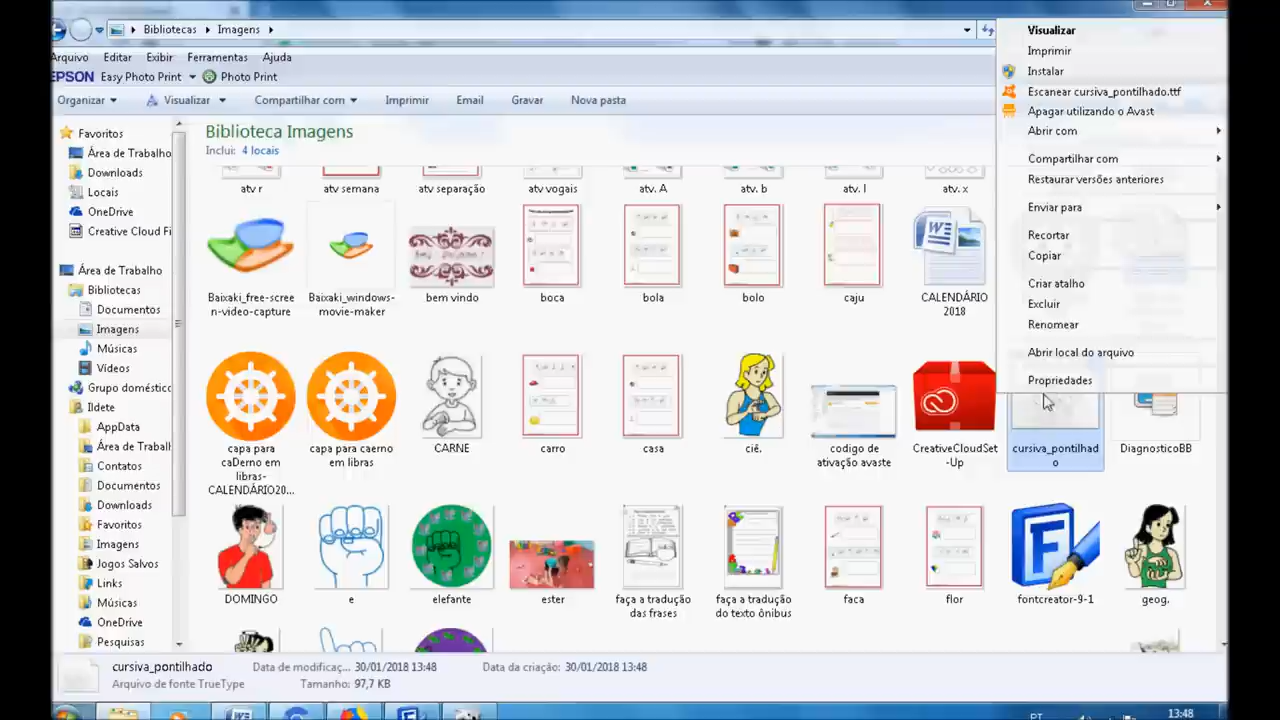 Bibliotecas
Imagens
Arquivo Editar Exibir Ferramentas Ajuda
EPSON Easy Photo Print Photo Print
Organizar Visualizar Compartilhar com Imprimir Email Gravar Nova pasta
Favoritos
Área de Trabalho
Downloads
Locais
OneDrive
Creative Cloud Fi
Área de Trabalho
Bibliotecas
Documentos
Imagens
Músicas
Vídeos
Grupo doméstic
Ildete
AppData
Área de Trabalh
Contatos
Documentos
Downloads
Favoritos
Imagens
Jogos Salvos
Links
Músicas
OneDrive
Pesquisas
Biblioteca Imagens
Inclui: 4 locais
atv r
atv semana
atv separação
atv vogais
atv. A
atv. b
atv. l
atv. x
Baixaki_free-scree
n-video-capture
Baixaki_windows-
movie-maker
bem vindo
boca
bola
bolo
caju
CALENDÁRIO
2018
capa para
caDerno em
libras-
CALENDÁRIO20...
capa para caerno
em libras
CARNE
carro
casa
ciê.
codigo de
ativação avaste
CreativeCloudSet
-Up
cursiva_pontilhad
o
DiagnosticoBB
DOMINGO
e
elefante
ester
faça a tradução
das frases
faça a tradução
do texto ônibus
faca
flor
fontcreator-9-1
geog.
Visualizar
Imprimir
Instalar
Escanear cursiva_pontilhado.ttf
Apagar utilizando o Avast
Abrir com
Compartilhar com
Restaurar versões anteriores
Enviar para
Recortar
Copiar
Criar atalho
Excluir
Renomear
Abrir local do arquivo
Propriedades
cursiva_pontilhado Data de modificaç... 30/01/2018 13:48 Data da criação: 30/01/2018 13:48
Arquivo de fonte TrueType Tamanho: 97,7 KB
PT 13:48